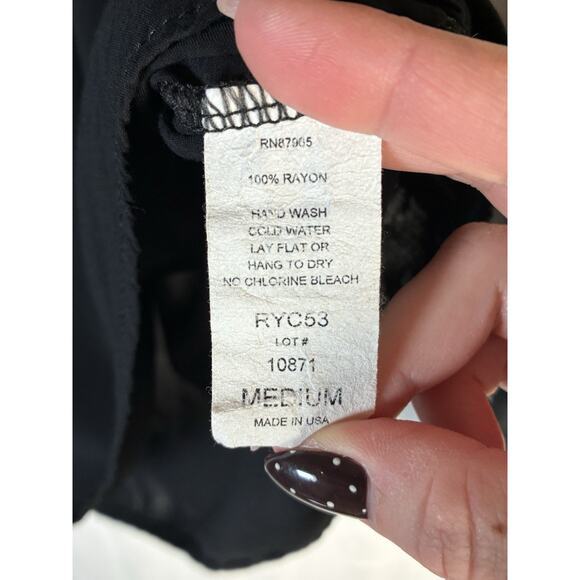 RN87905
100% RAYON
HAND WASH
COLD WATER
LAY FLAT OR
HANG TO DRY
NO CHLORINE BLEACH
RYC53
LOT #
10871
MEDIUM
MADE IN USA